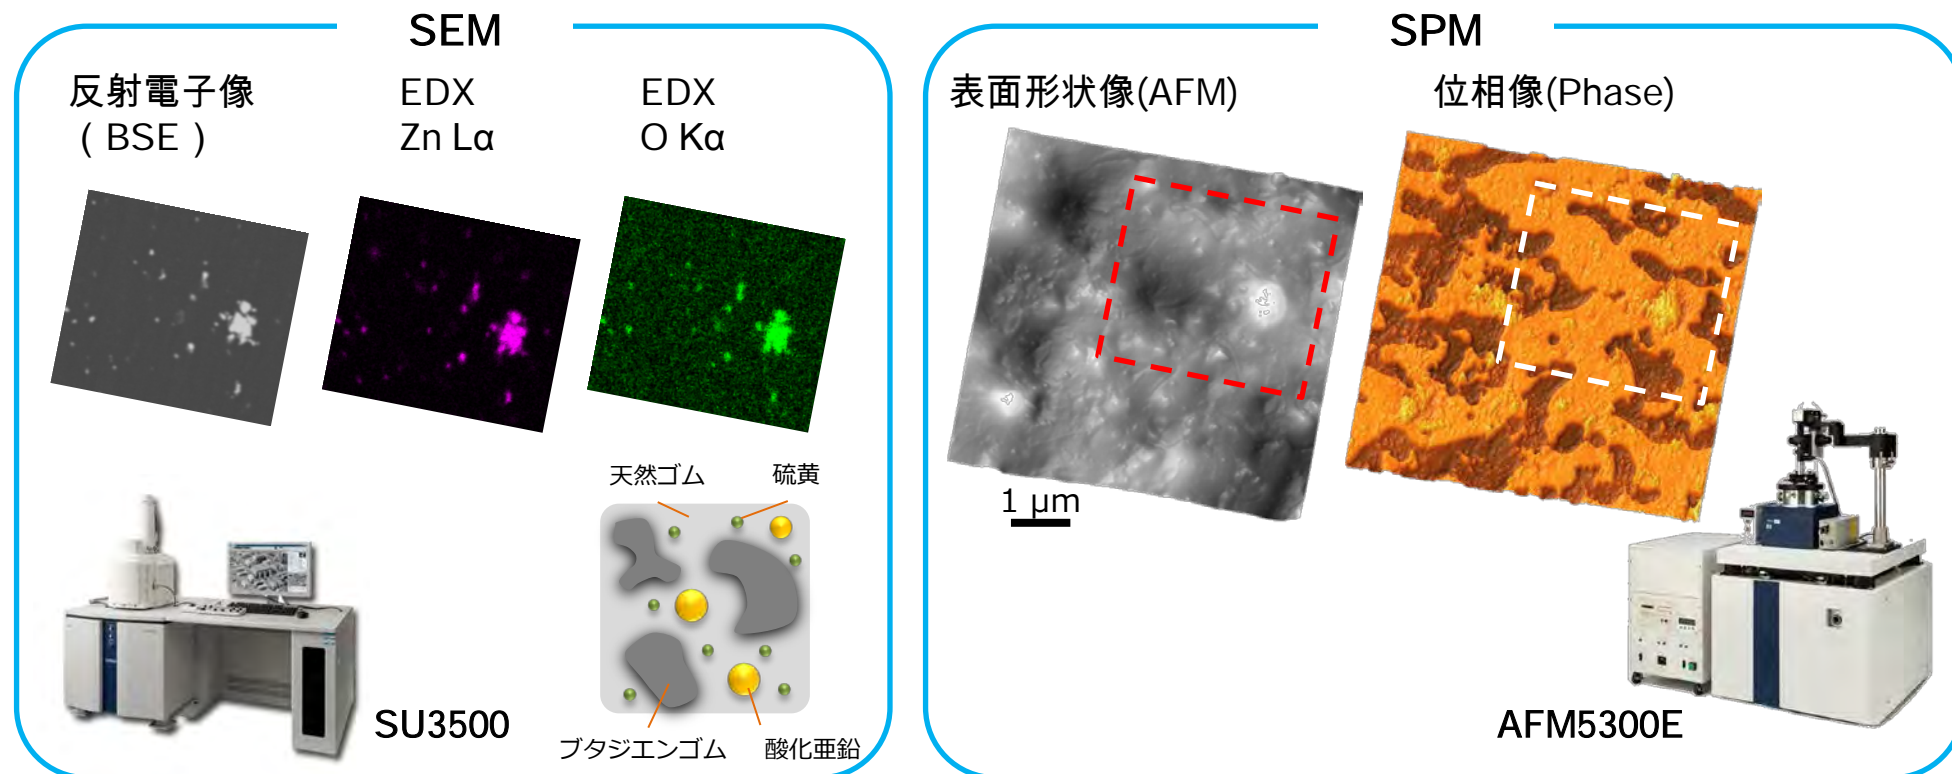 SEM
反射電子像
( BSE )
EDX
Zn Lα
EDX
O Kα
天然ゴム
硫黄
ブタジエンゴム
酸化亜鉛
SU3500
SPM
表面形状像(AFM)
位相像(Phase)
1 μm
AFM5300E